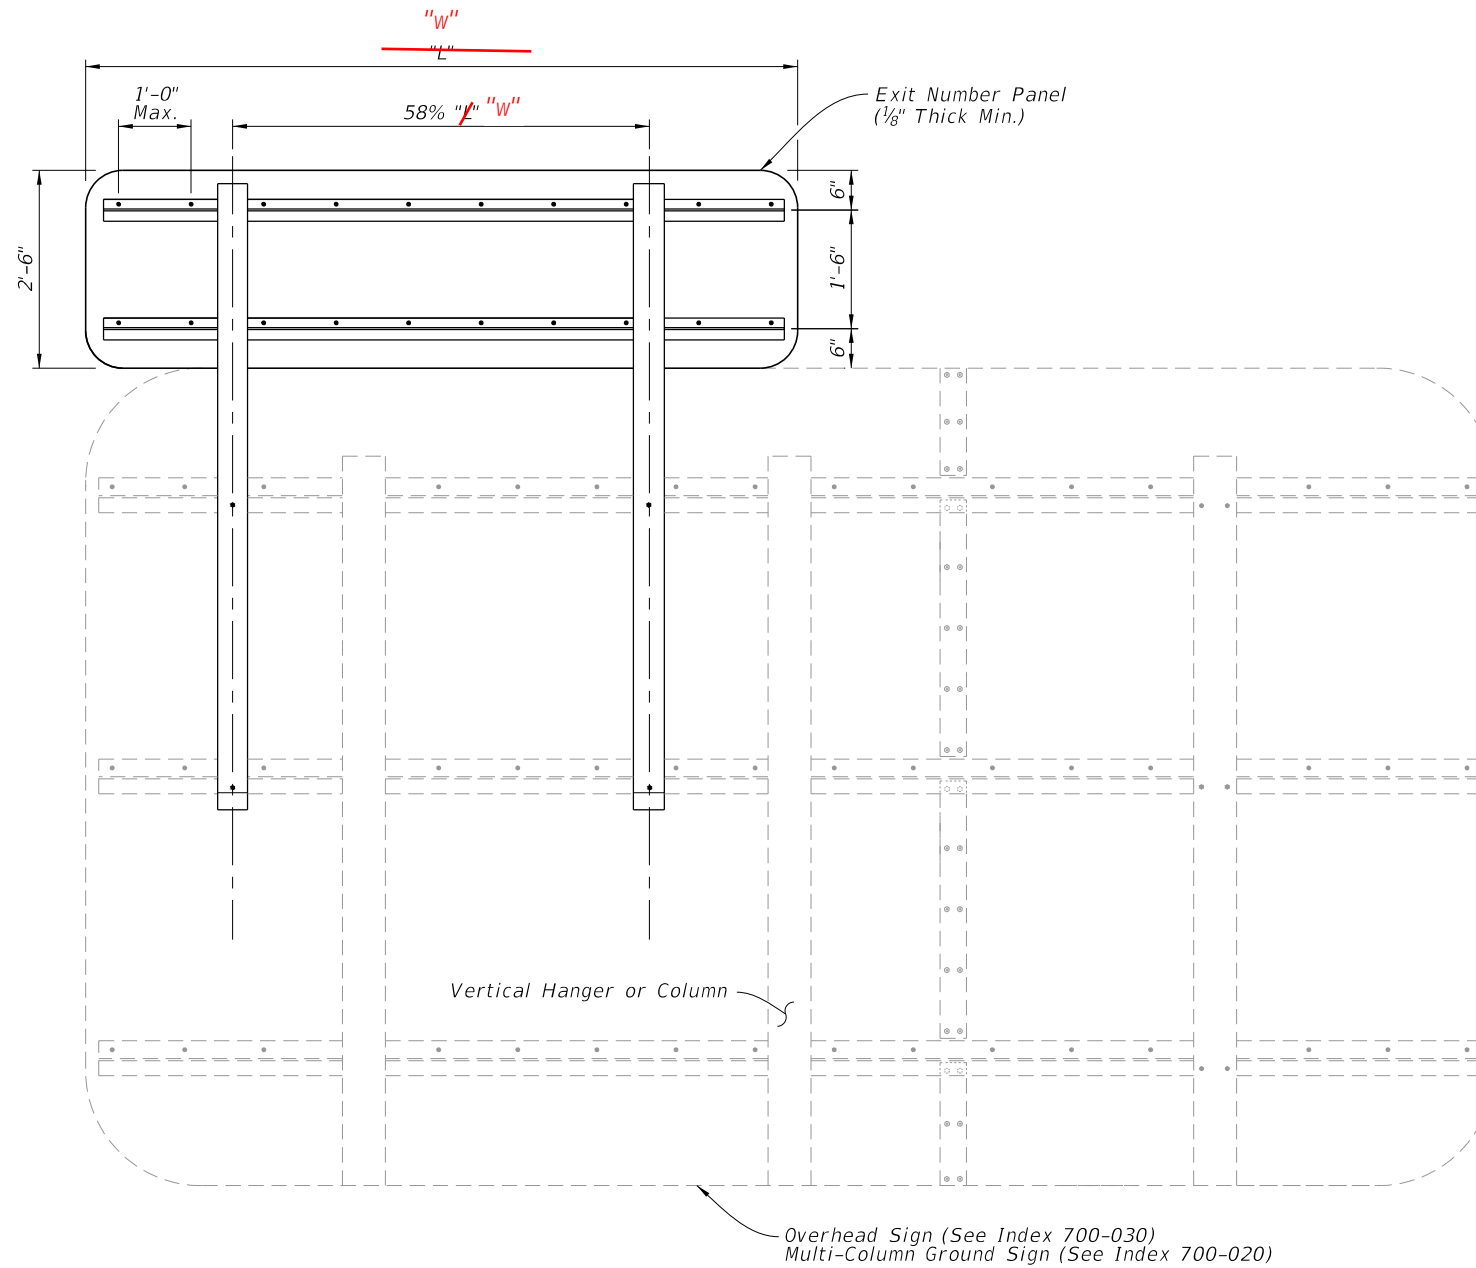 "W"
"L"
1'-0"
Max.
58% "L" "W"
Exit Number Panel
(⅛" Thick Min.)
6"
2'-6"
1'-6"
6"
Vertical Hanger or Column
Overhead Sign (See Index 700-030)
Multi-Column Ground Sign (See Index 700-020)